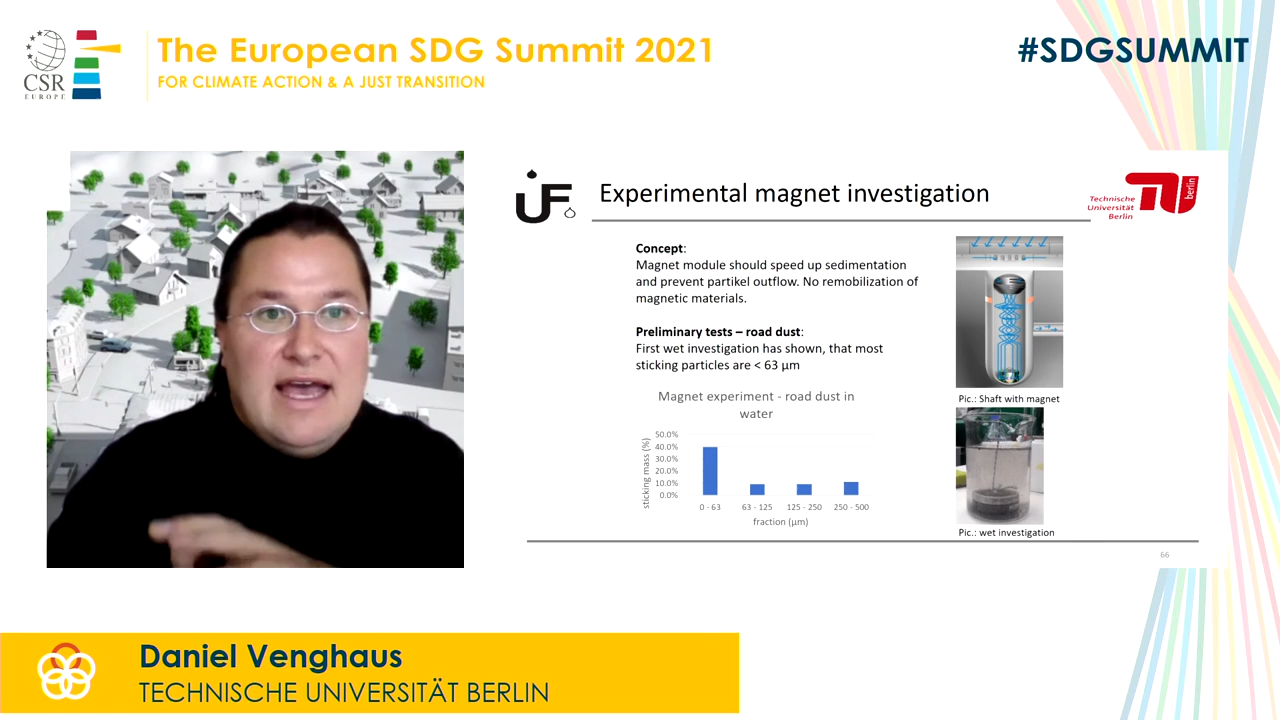 The European SDG Summit 2021
FOR CLIMATE ACTION & A JUST TRANSITION
#SDGSUMMIT
CSR
EUROPE
Experimental magnet investigation
Technische
Universität
Berlin
berlin
Concept:
Magnet module should speed up sedimentation
and prevent partikel outflow. No remobilization of
magnetic materials.
Preliminary tests – road dust:
First wet investigation has shown, that most
sticking particles are < 63 µm
Magnet experiment - road dust in
water
sticking mass (%)
50.0%
40.0%
30.0%
20.0%
10.0%
0.0%
0 - 63 63 - 125 125 - 250 250 - 500
fraction (µm)
Pic.: Shaft with magnet
Pic.: wet investigation
66
Daniel Venghaus
TECHNISCHE UNIVERSITÄT BERLIN